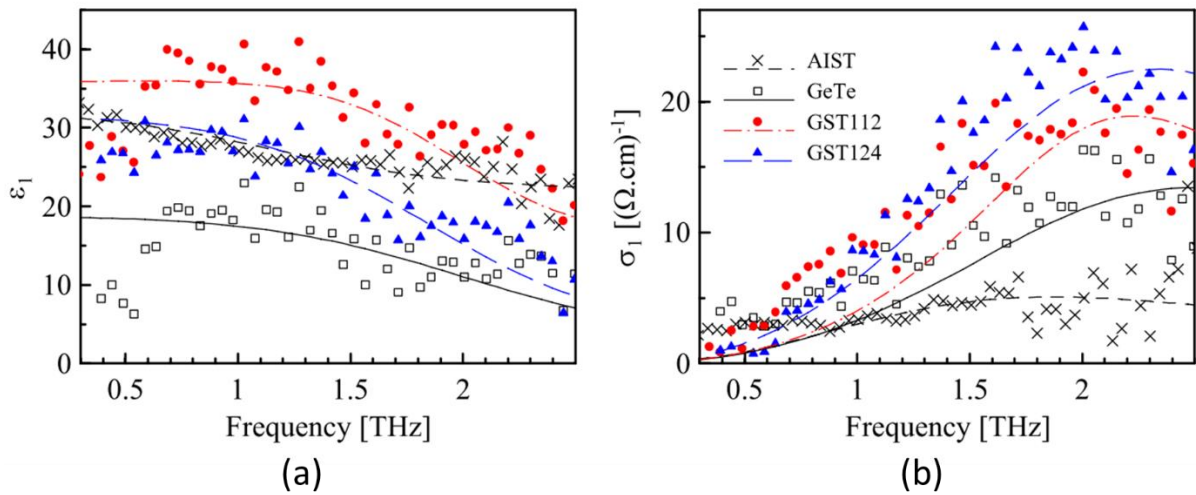 40
30
20
10
0
ε₁
0.5 1 1.5 2
Frequency [THz]
(a)
20
10
0
σ₁ [(Ω.cm)⁻¹]
AIST
GeTe
GST112
GST124
0.5 1 1.5 2
Frequency [THz]
(b)